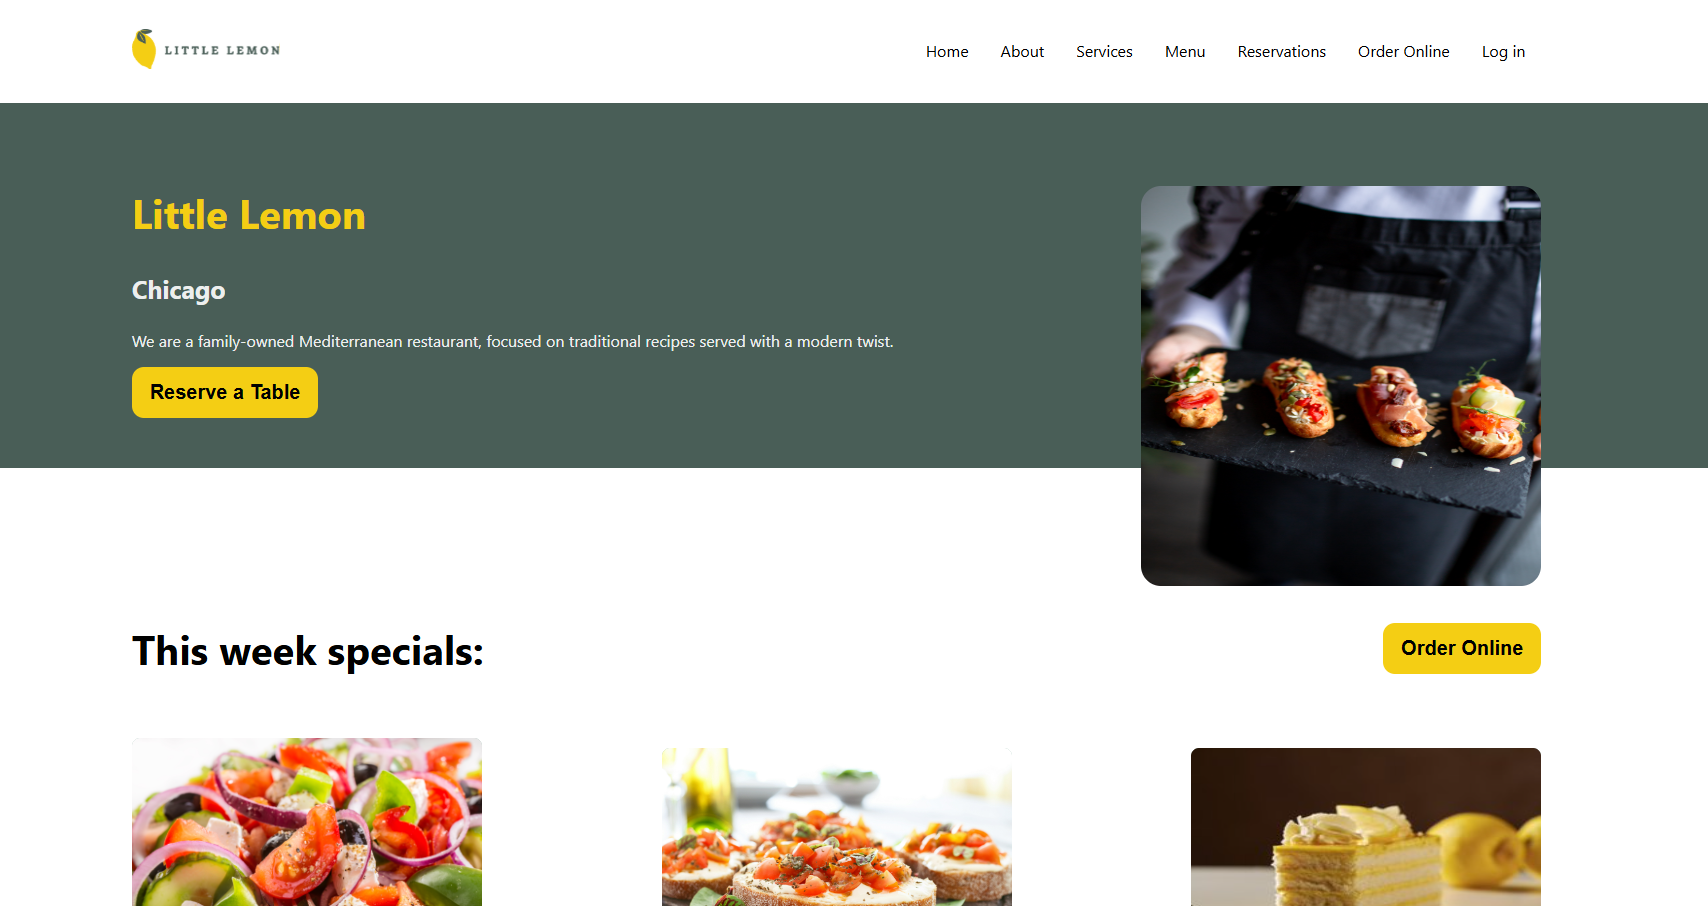 LITTLE LEMON
Home About Services Menu Reservations Order Online Log in
Little Lemon
Chicago
We are a family-owned Mediterranean restaurant, focused on traditional recipes served with a modern twist.
Reserve a Table
This week specials:
Order Online